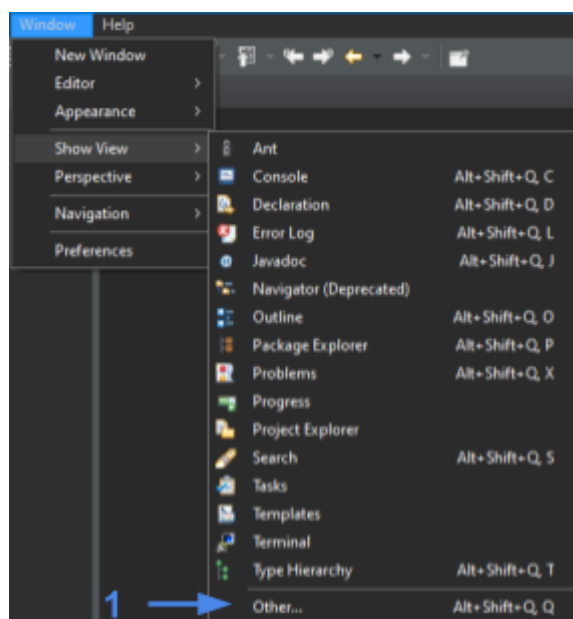 Window Help
New Window
Editor
Appearance
Show View
Perspective
Navigation
Preferences
Ant
Console Alt+Shift+Q, C
Declaration Alt+Shift+Q, D
Error Log Alt+Shift+Q, L
Javadoc Alt+Shift+Q, J
Navigator (Deprecated)
Outline Alt+Shift+Q, O
Package Explorer Alt+Shift+Q, P
Problems Alt+Shift+Q, X
Progress
Project Explorer
Search Alt+Shift+Q, S
Tasks
Templates
Terminal
Type Hierarchy Alt+Shift+Q, T
1 Other... Alt+Shift+Q, Q